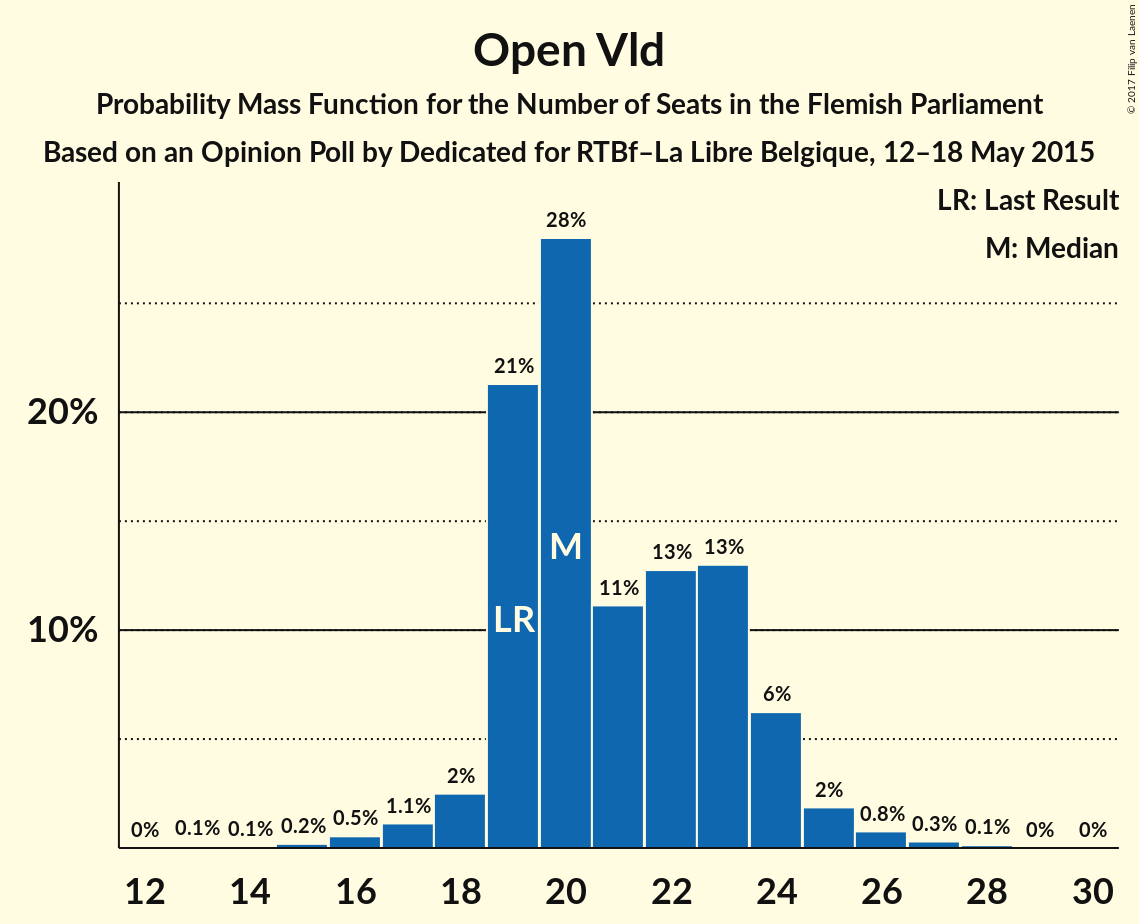 Open Vld
Probability Mass Function for the Number of Seats in the Flemish Parliament
Based on an Opinion Poll by Dedicated for RTBf–La Libre Belgique, 12–18 May 2015
© 2017 Filip van Laenen
LR: Last Result
M: Median
20%
10%
0%
0.1%
0.1%
0.2%
0.5%
1.1%
2%
21%
28%
11%
13%
13%
6%
2%
0.8%
0.3%
0.1%
0%
0%
LR
M
12 14 16 18 20 22 24 26 28 30